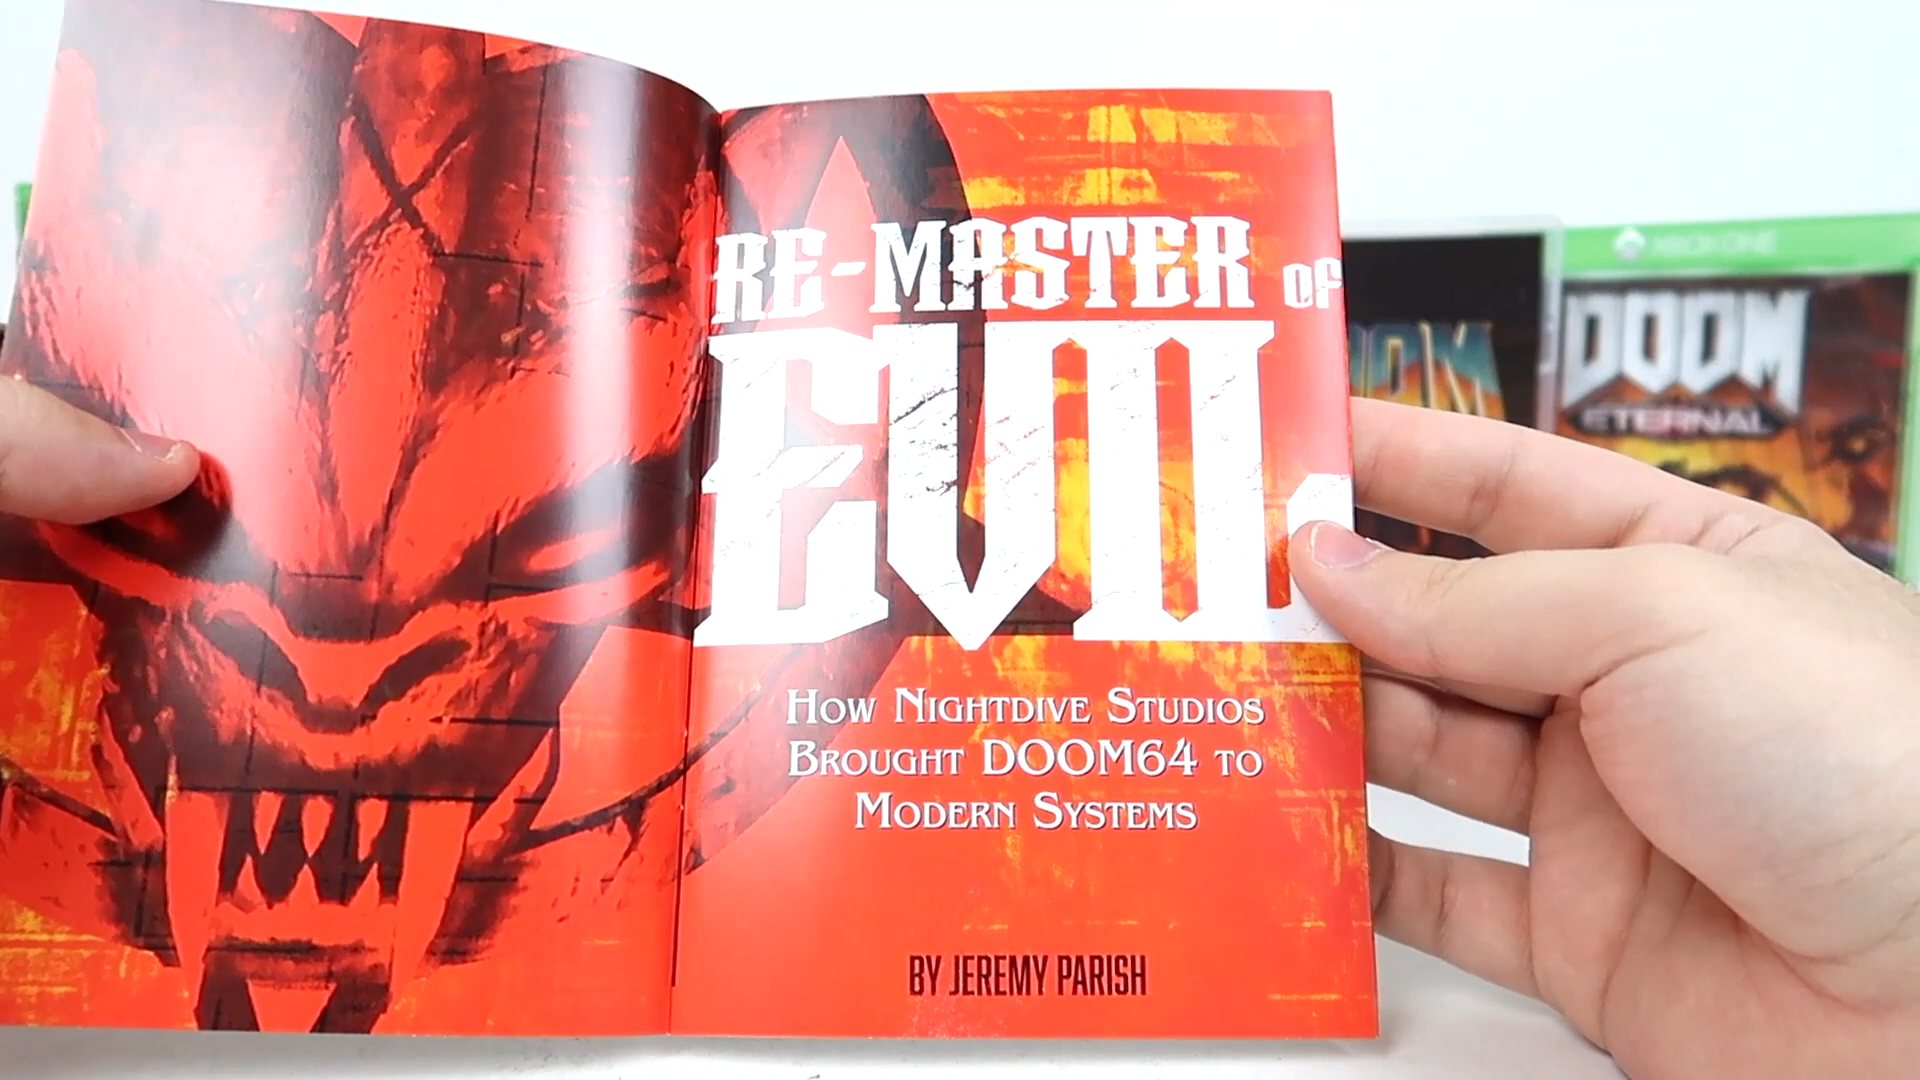 RE-MASTER OF
EVIL
HOW NIGHTDIVE STUDIOS
BROUGHT DOOM64 TO
MODERN SYSTEMS
BY JEREMY PARISH
XBOX ONE
DOOM
ETERNAL